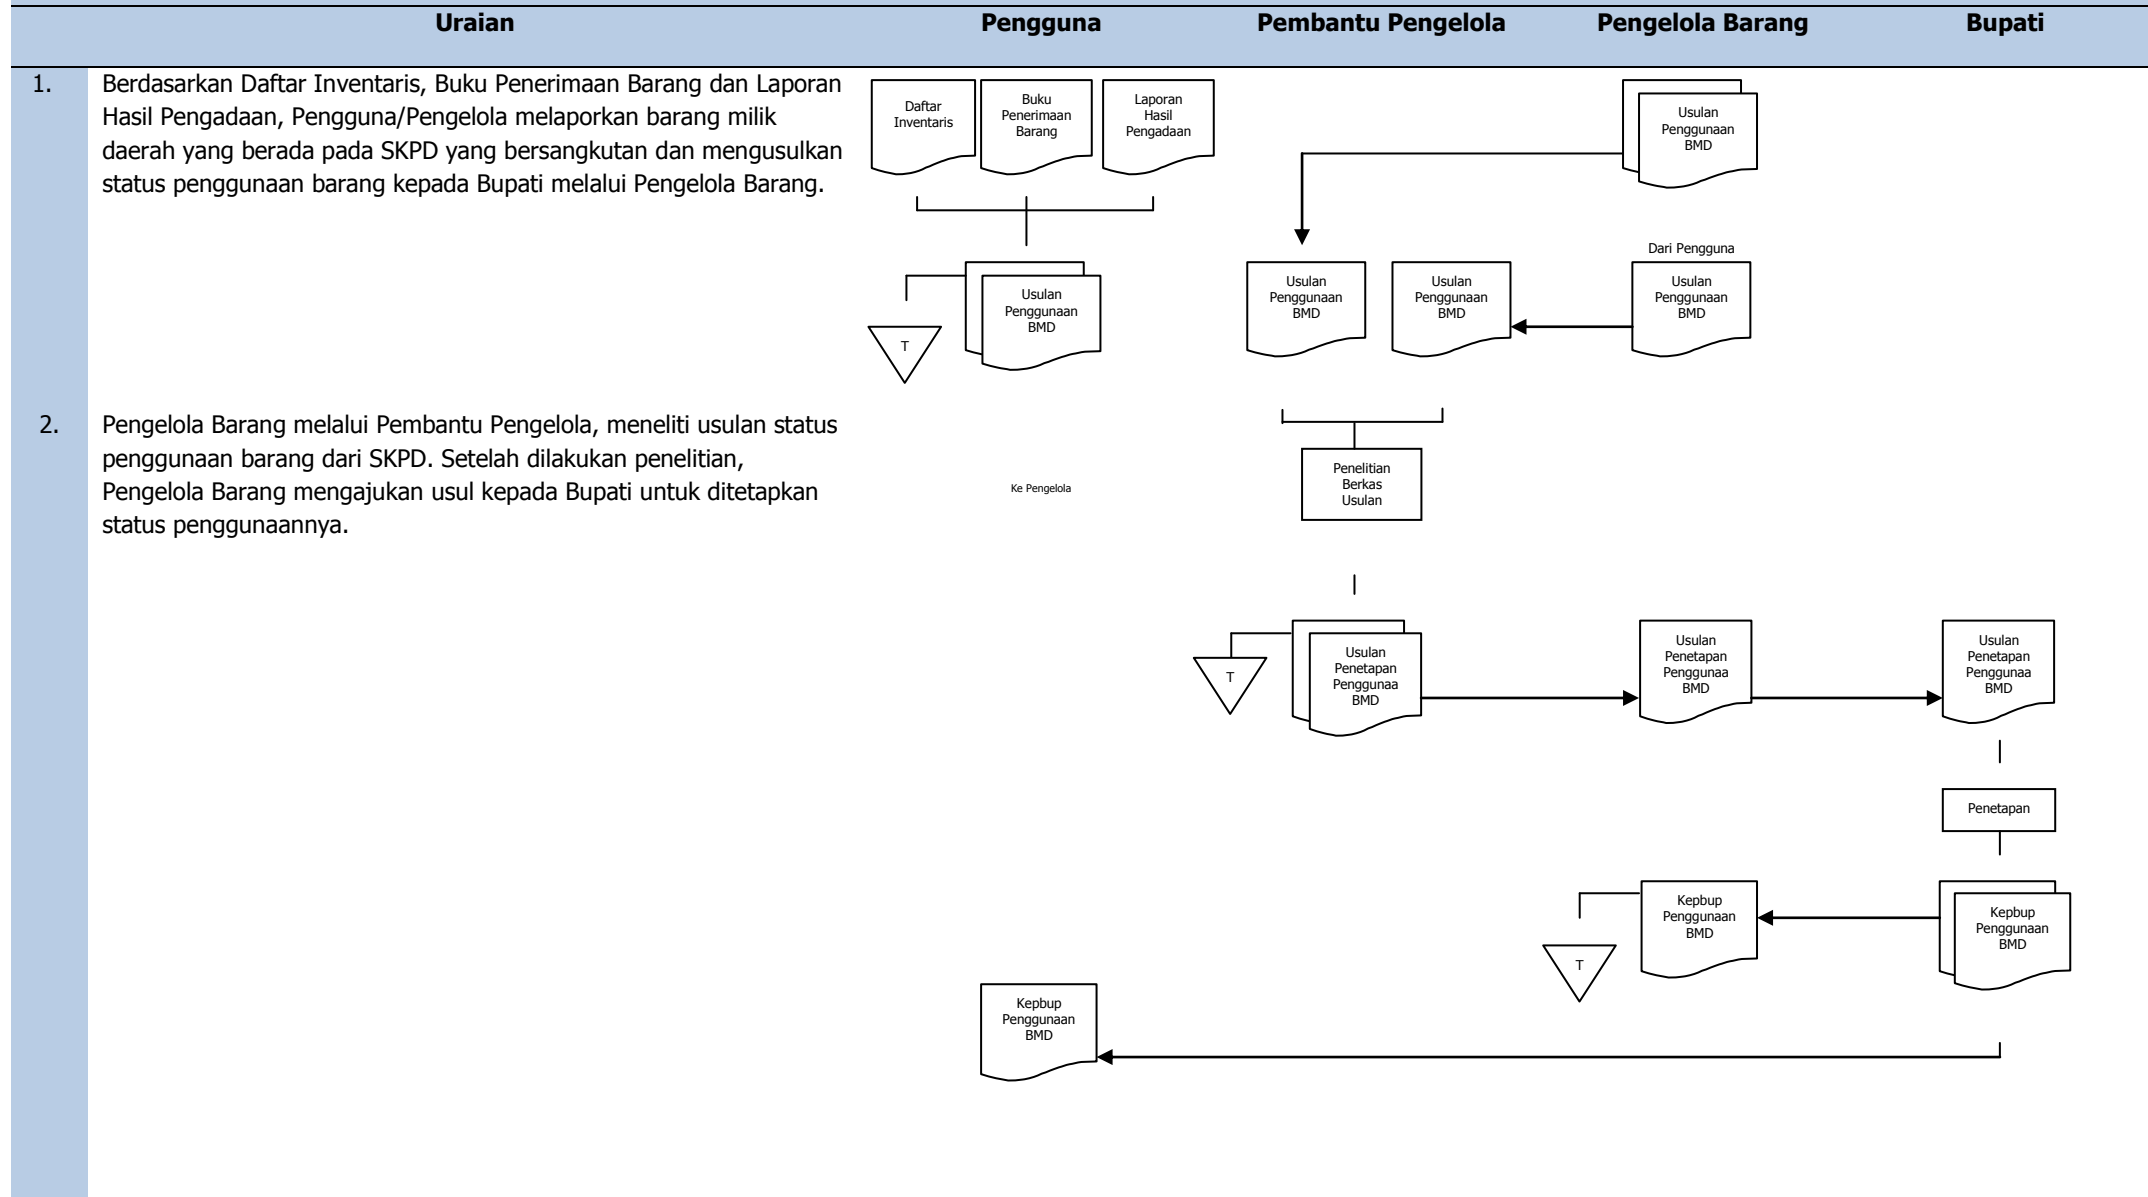 Uraian
Pengguna
Pembantu Pengelola
Pengelola Barang
Bupati
1.
Berdasarkan Daftar Inventaris, Buku Penerimaan Barang dan Laporan
Hasil Pengadaan, Pengguna/Pengelola melaporkan barang milik
daerah yang berada pada SKPD yang bersangkutan dan mengusulkan
status penggunaan barang kepada Bupati melalui Pengelola Barang.
Daftar
Inventaris
Buku
Penerimaan
Barang
Laporan
Hasil
Pengadaan
Usulan
Penggunaan
BMD
Dari Pengguna
Usulan
Penggunaan
BMD
T
Usulan
Penggunaan
BMD
Usulan
Penggunaan
BMD
Usulan
Penggunaan
BMD
2.
Pengelola Barang melalui Pembantu Pengelola, meneliti usulan status
penggunaan barang dari SKPD. Setelah dilakukan penelitian,
Pengelola Barang mengajukan usul kepada Bupati untuk ditetapkan
status penggunaannya.
Ke Pengelola
Penelitian
Berkas
Usulan
T
Usulan
Penetapan
Penggunaa
BMD
Usulan
Penetapan
Penggunaa
BMD
Usulan
Penetapan
Penggunaa
BMD
Penetapan
T
Kepbup
Penggunaan
BMD
Kepbup
Penggunaan
BMD
Kepbup
Penggunaan
BMD